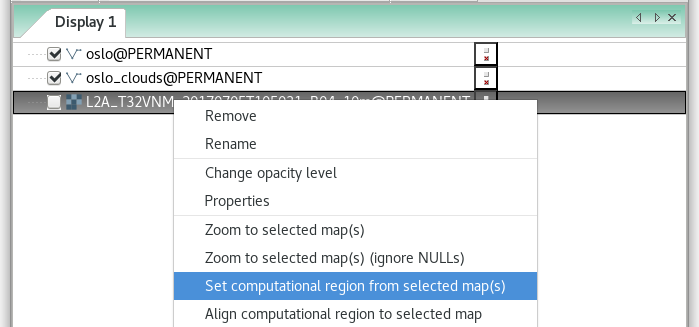 Display 1
oslo@PERMANENT
oslo_clouds@PERMANENT
L2A_T32VNM_20170705T105031_B04_10m@PERMANENT
Remove
Rename
Change opacity level
Properties
Zoom to selected map(s)
Zoom to selected map(s) (ignore NULLs)
Set computational region from selected map(s)
Align computational region to selected map